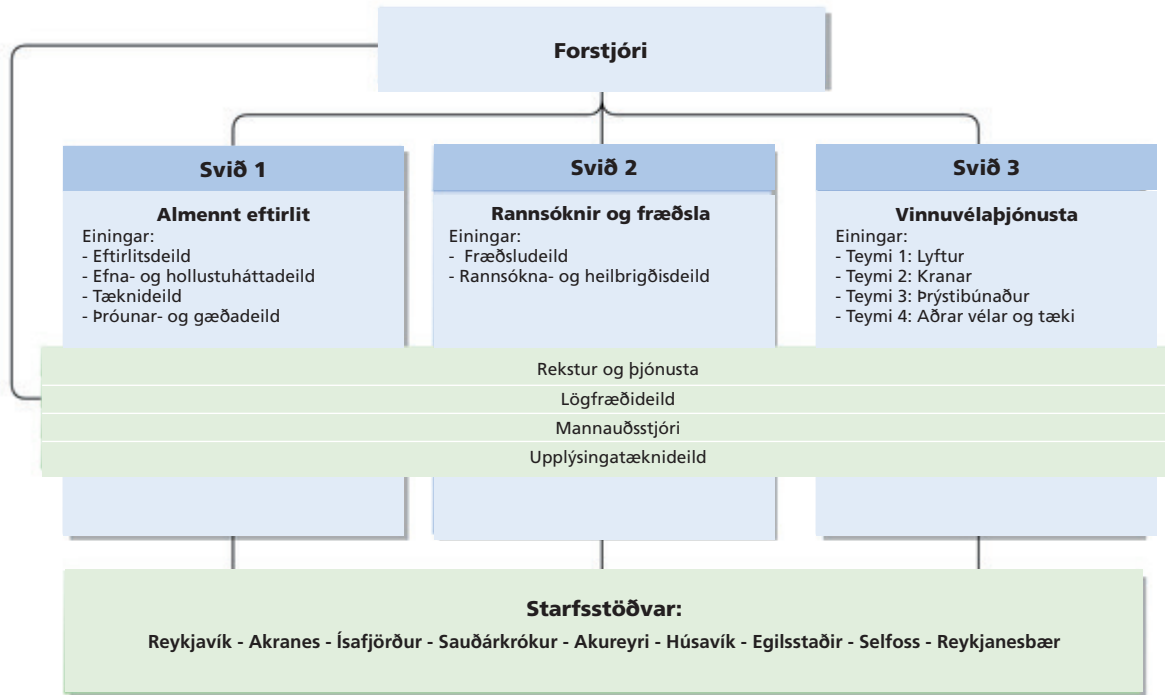 Forstjóri
Svið 1
Almennt eftirlit
Einingar:
- Eftirlitsdeild
- Efna- og hollustuháttadeild
- Tæknideild
- Þróunar- og gæðadeild
Svið 2
Rannsóknir og fræðsla
Einingar:
- Fræðsludeild
- Rannsókna- og heilbrigðisdeild
Svið 3
Vinnuvélaþjónusta
Einingar:
- Teymi 1: Lyftur
- Teymi 2: Kranar
- Teymi 3: Þrýstibúnaður
- Teymi 4: Aðrar vélar og tæki
Rekstur og þjónusta
Lögfræðideild
Mannauðsstjóri
Upplýsingatæknideild
Starfsstöðvar:
Reykjavík - Akranes - Ísafjörður - Sauðárkrókur - Akureyri - Húsavík - Egilsstaðir - Selfoss - Reykjanesbær